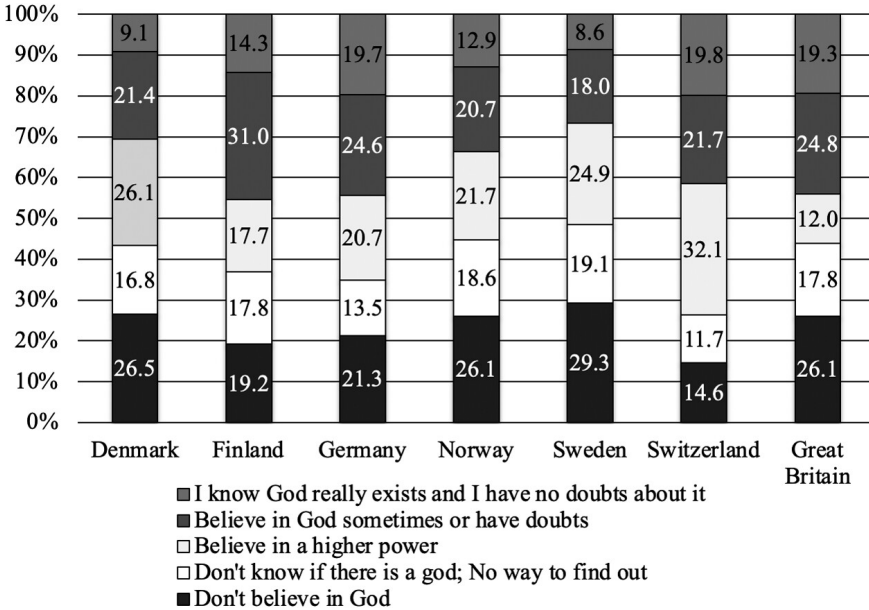 100%
90%
80%
70%
60%
50%
40%
30%
20%
10%
0%
9.1 14.3 19.7 12.9 8.6 19.8 19.3
21.4 31.0 24.6 20.7 18.0 21.7 24.8
26.1 17.7 20.7 21.7 24.9 32.1 12.0
16.8 17.8 13.5 18.6 19.1 11.7 17.8
26.5 19.2 21.3 26.1 29.3 14.6 26.1
Denmark Finland Germany Norway Sweden Switzerland Great
Britain
I know God really exists and I have no doubts about it
Believe in God sometimes or have doubts
Believe in a higher power
Don't know if there is a god; No way to find out
Don't believe in God